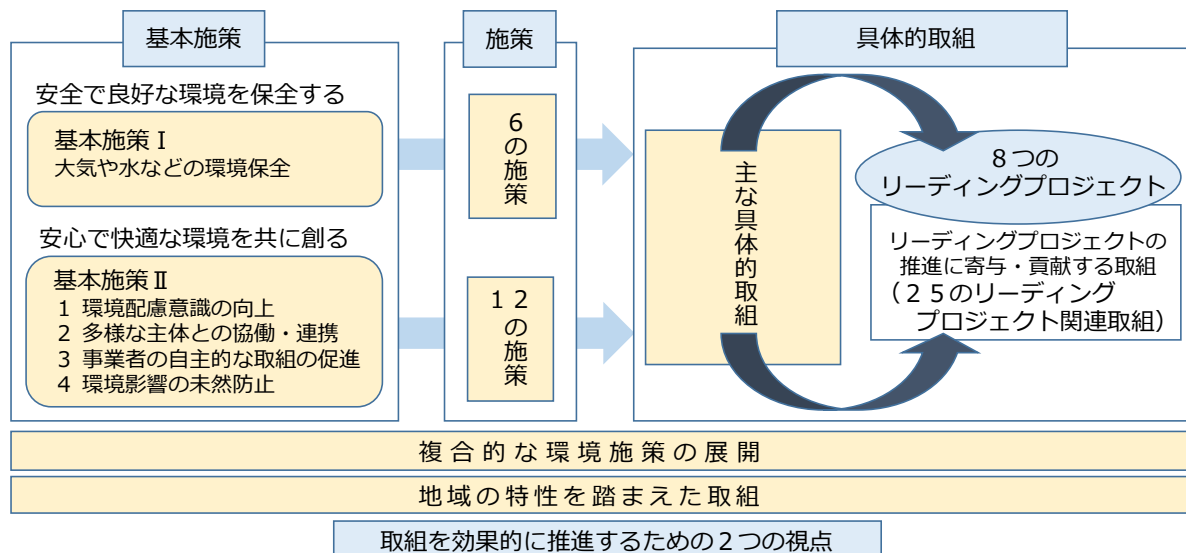 基本施策
施策
具体的取組
安全で良好な環境を保全する
基本施策Ⅰ
大気や水などの環境保全
安心で快適な環境を共に創る
基本施策Ⅱ
1 環境配慮意識の向上
2 多様な主体との協働・連携
3 事業者の自主的な取組の促進
4 環境影響の未然防止
6の施策
12の施策
主な具体的取組
8つの
リーディングプロジェクト
リーディングプロジェクトの
推進に寄与・貢献する取組
（25のリーディング
プロジェクト関連取組）
複合的な環境施策の展開
地域の特性を踏まえた取組
取組を効果的に推進するための2つの視点